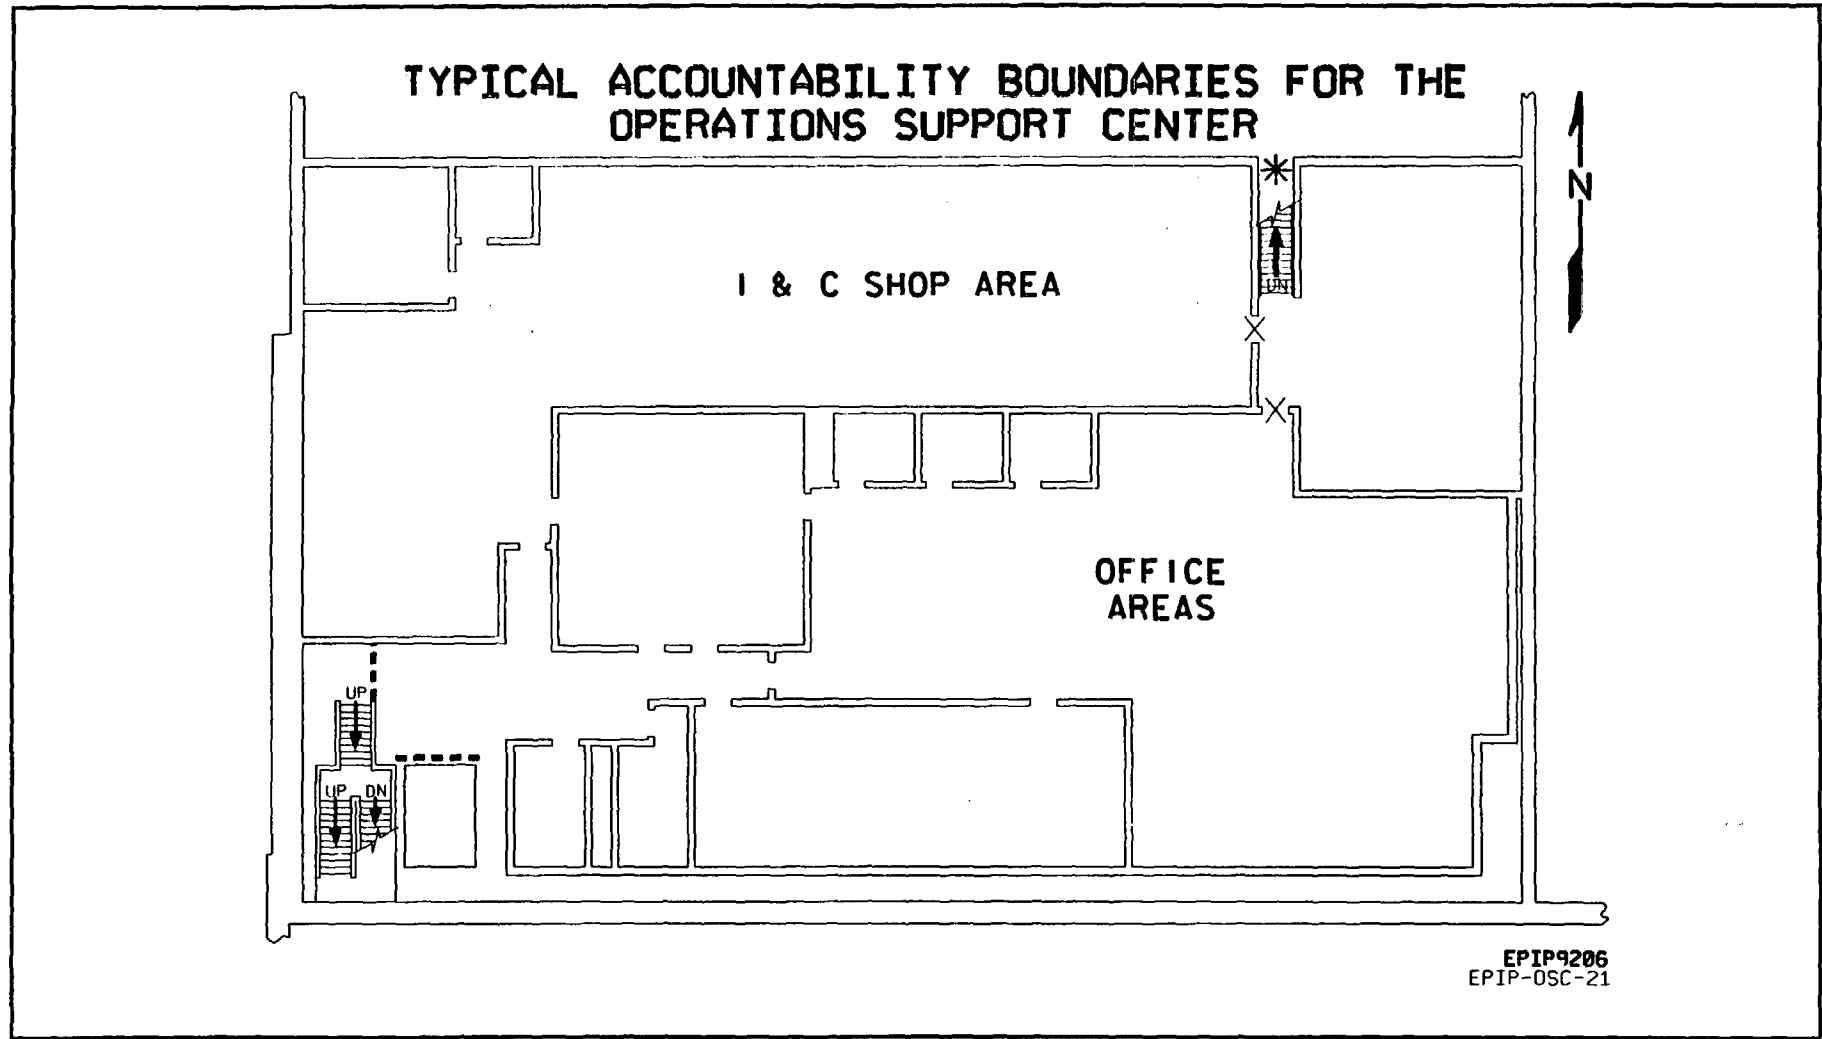 TYPICAL ACCOUNTABILITY BOUNDARIES FOR THE
OPERATIONS SUPPORT CENTER
N
I & C SHOP AREA
DN
OFFICE
AREAS
UP
UP DN
EPIP9206
EPIP-OSC-21